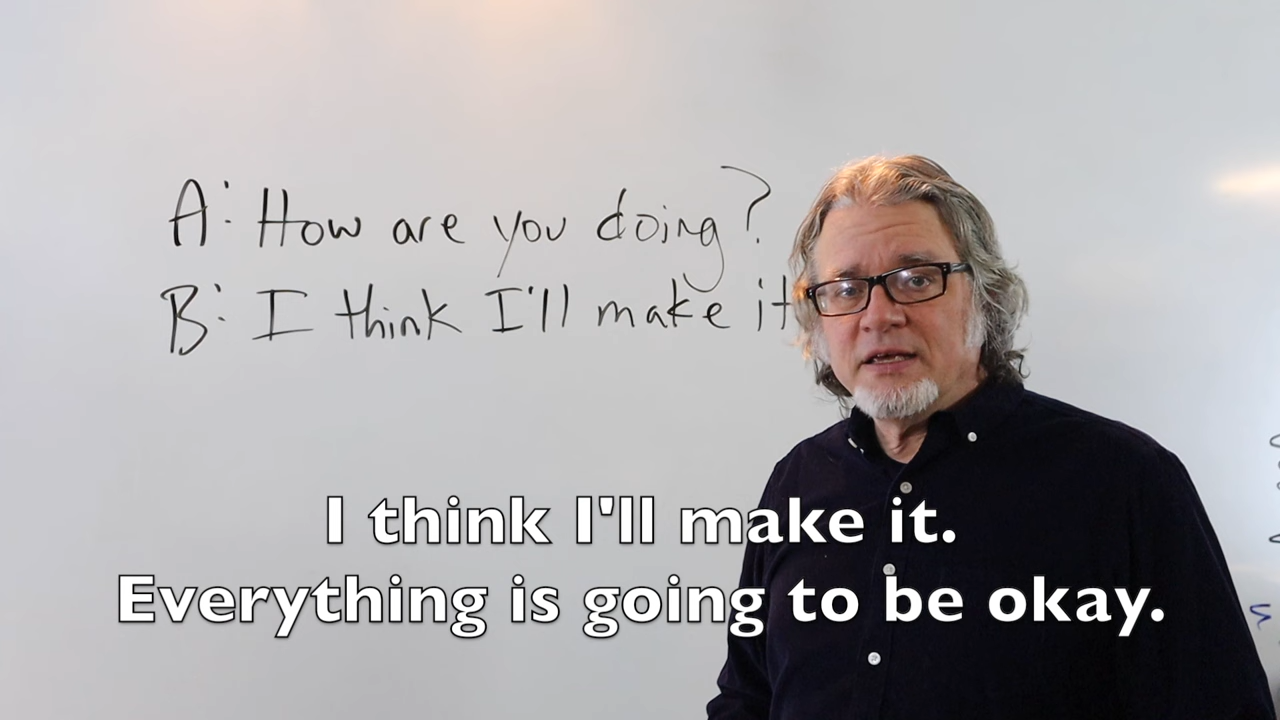 A: How are you doing?
B: I think I'll make it
I think I'll make it.
Everything is going to be okay.